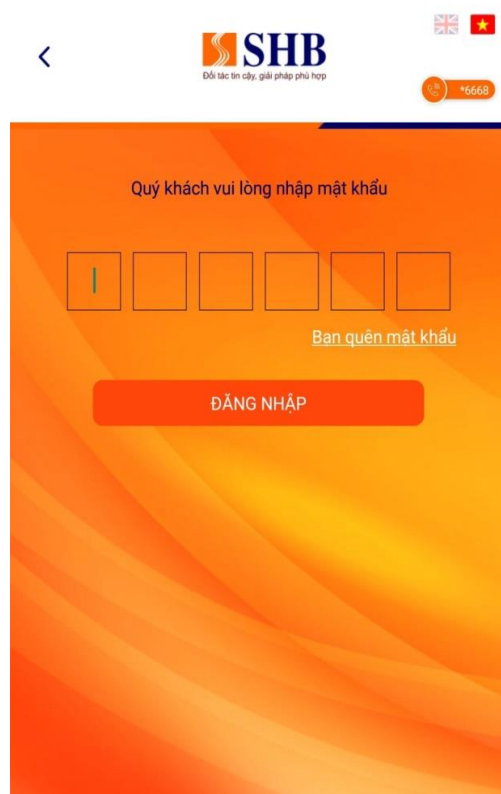 SHB
Đối tác tin cậy, giải pháp phù hợp
*6668
Quý khách vui lòng nhập mật khẩu
Bạn quên mật khẩu
ĐĂNG NHẬP